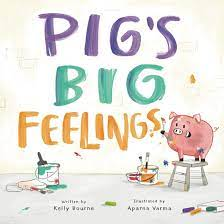 PIG'S
BIG
FEELINGS
written by
Kelly Bourne
Illustrated by
Aparna Varma